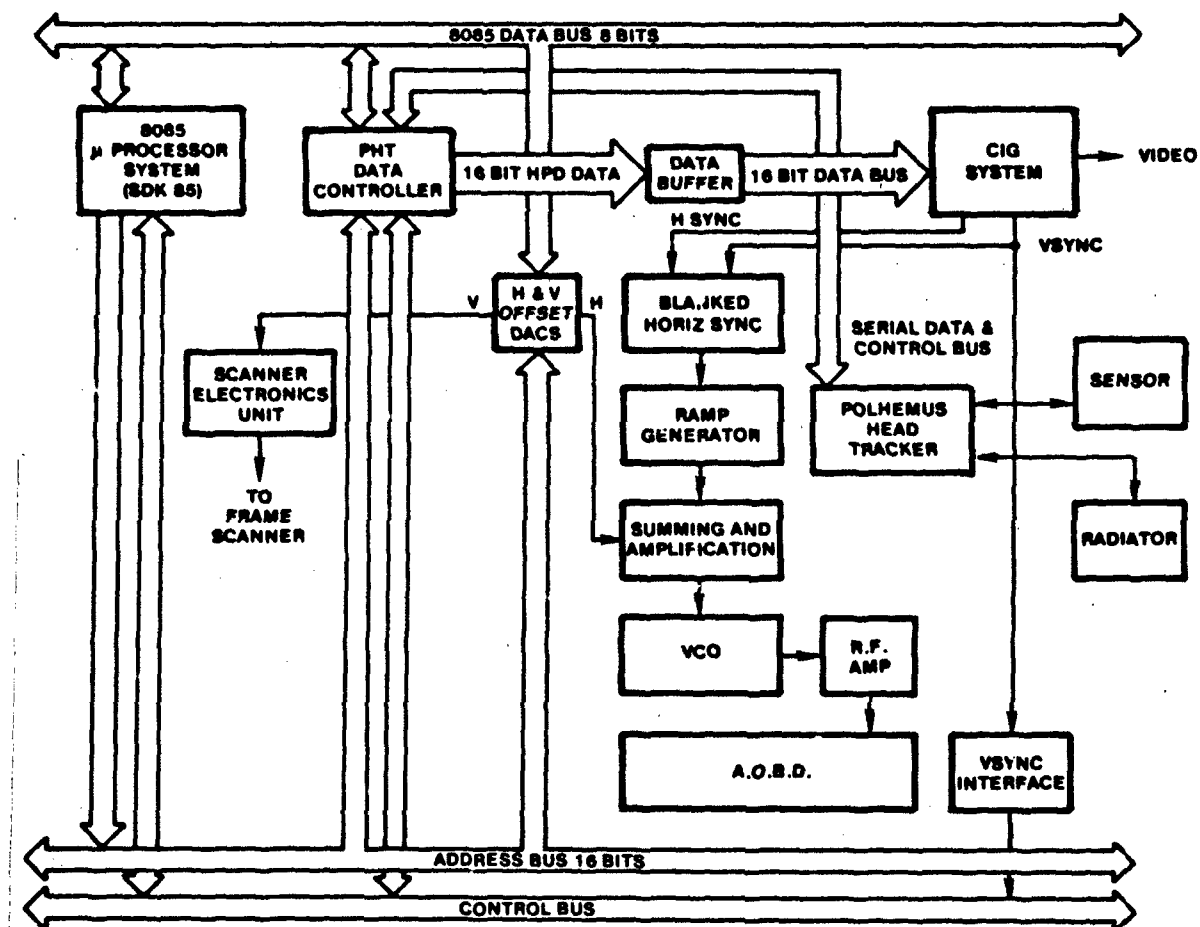 8085 DATA BUS 8 BITS
8085
μ PROCESSOR
SYSTEM
(SDK 85)
PHT
DATA
CONTROLLER
16 BIT HPD DATA
DATA
BUFFER
16 BIT DATA BUS
CIG
SYSTEM
VIDEO
H SYNC
VSYNC
V
H & V
OFFSET
DACS
H
BLANKED
HORIZ SYNC
SERIAL DATA &
CONTROL BUS
SCANNER
ELECTRONICS
UNIT
RAMP
GENERATOR
POLHEMUS
HEAD
TRACKER
SENSOR
TO
FRAME
SCANNER
SUMMING AND
AMPLIFICATION
RADIATOR
VCO
R.F.
AMP
A.O.B.D.
VSYNC
INTERFACE
ADDRESS BUS 16 BITS
CONTROL BUS